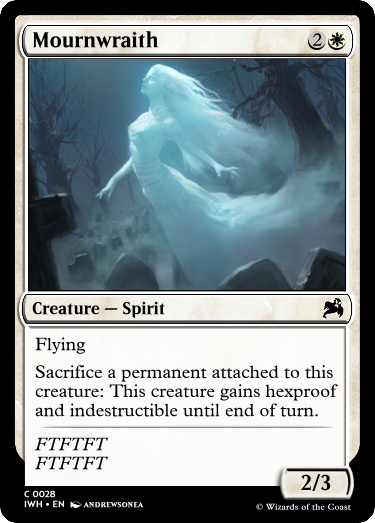 Mournwraith 2
Creature — Spirit
Flying
Sacrifice a permanent attached to this
creature: This creature gains hexproof
and indestructible until end of turn.
FTFTFT
FTFTFT
2/3
C 0028
IWH • EN ANDREWSONEA
© Wizards of the Coast